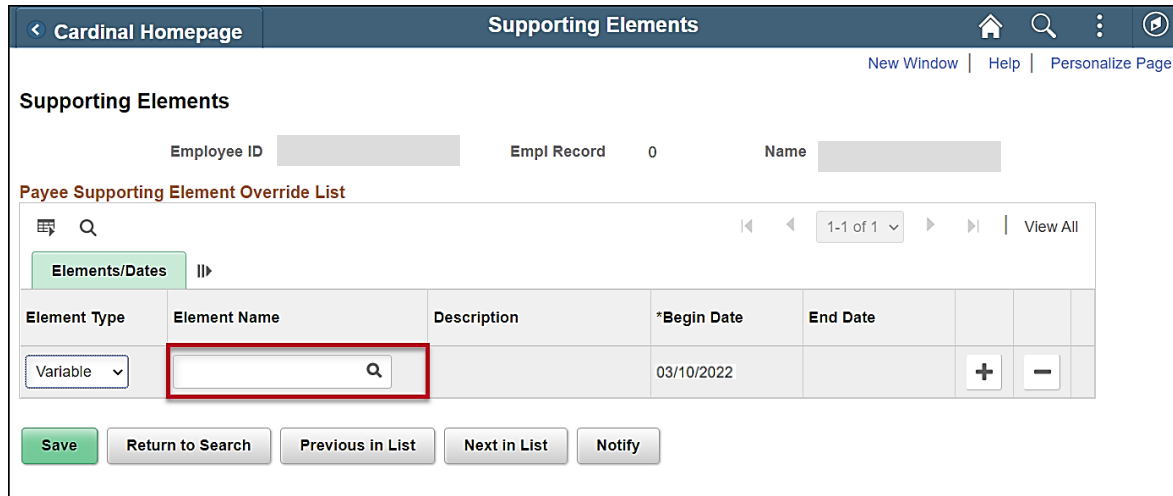 Cardinal Homepage Supporting Elements
New Window | Help | Personalize Page
Supporting Elements
Employee ID Empl Record 0 Name
Payee Supporting Element Override List
1-1 of 1 | View All
Elements/Dates
Element Type Element Name Description *Begin Date End Date
Variable 03/10/2022
Save Return to Search Previous in List Next in List Notify